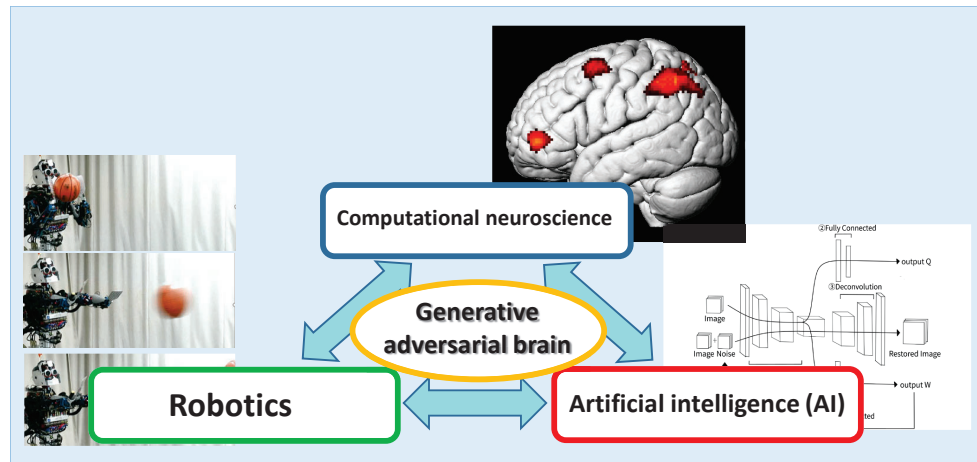 Computational neuroscience
②Fully Connected
output Q
③Deconvolution
Image
Image Noise
+
Restored Image
output W
Generative
adversarial brain
Robotics
Artificial intelligence (AI)